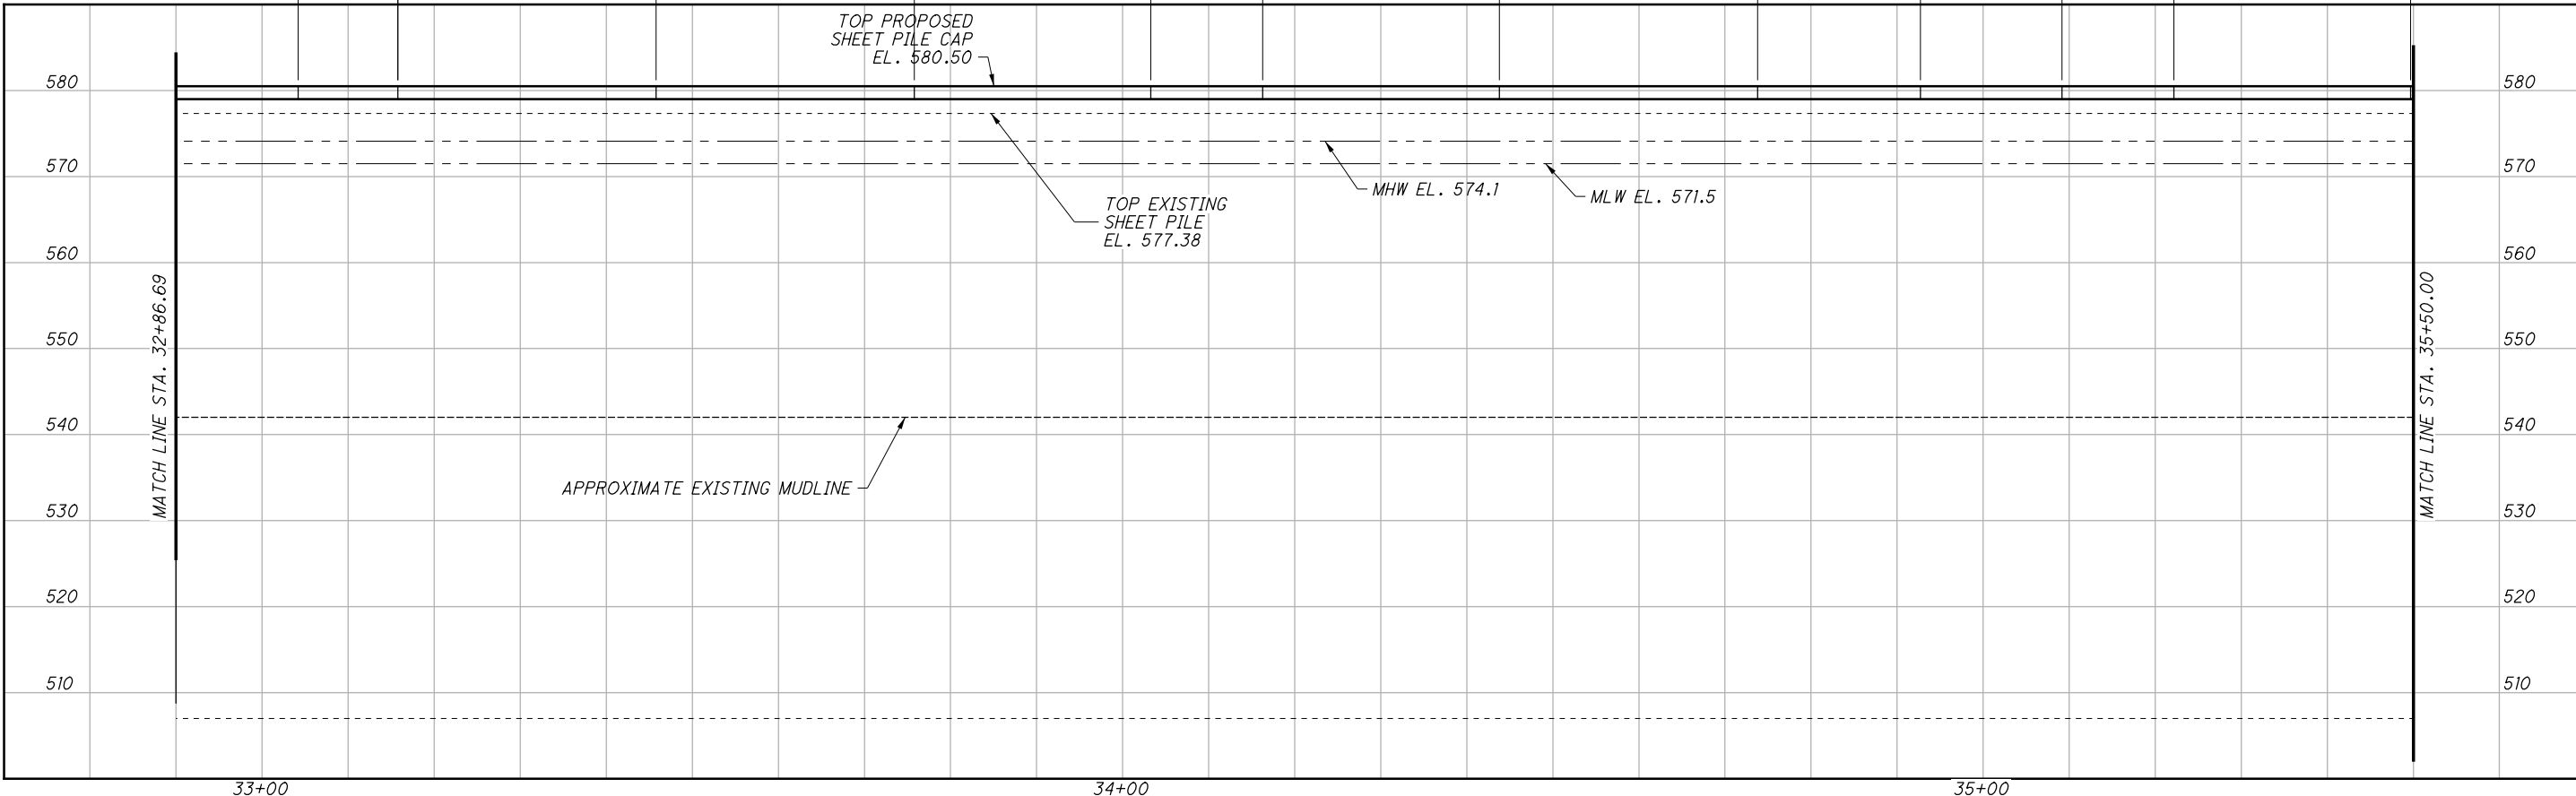 TOP PROPOSED
SHEET PILE CAP
EL. 580.50
580
580
570
570
MHW EL. 574.1
MLW EL. 571.5
TOP EXISTING
SHEET PILE
EL. 577.38
560
560
MATCH LINE STA. 32+86.69
MATCH LINE STA. 35+50.00
550
550
540
540
APPROXIMATE EXISTING MUDLINE
530
530
520
520
510
510
33+00
34+00
35+00